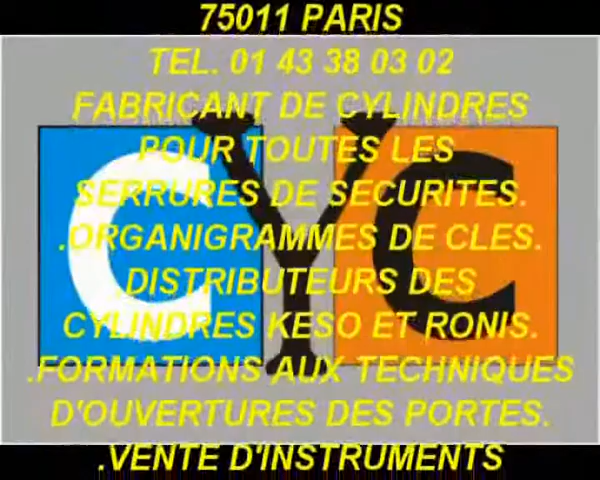 75011 PARIS
TEL. 01 43 38 03 02
FABRICANT DE CYLINDRES
POUR TOUTES LES
SERRURES DE SECURITES.
.ORGANIGRAMMES DE CLES.
.DISTRIBUTEURS DES
CYLINDRES KESO ET RONIS.
.FORMATIONS AUX TECHNIQUES
D'OUVERTURES DES PORTES.
.VENTE D'INSTRUMENTS
CYC